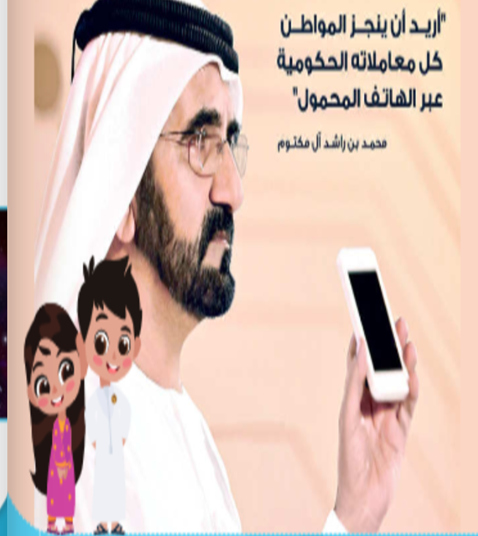 "أريد أن ينجز المواطن
كل معاملاته الحكومية
عبر الهاتف المحمول"
محمد بن راشد آل مكتوم